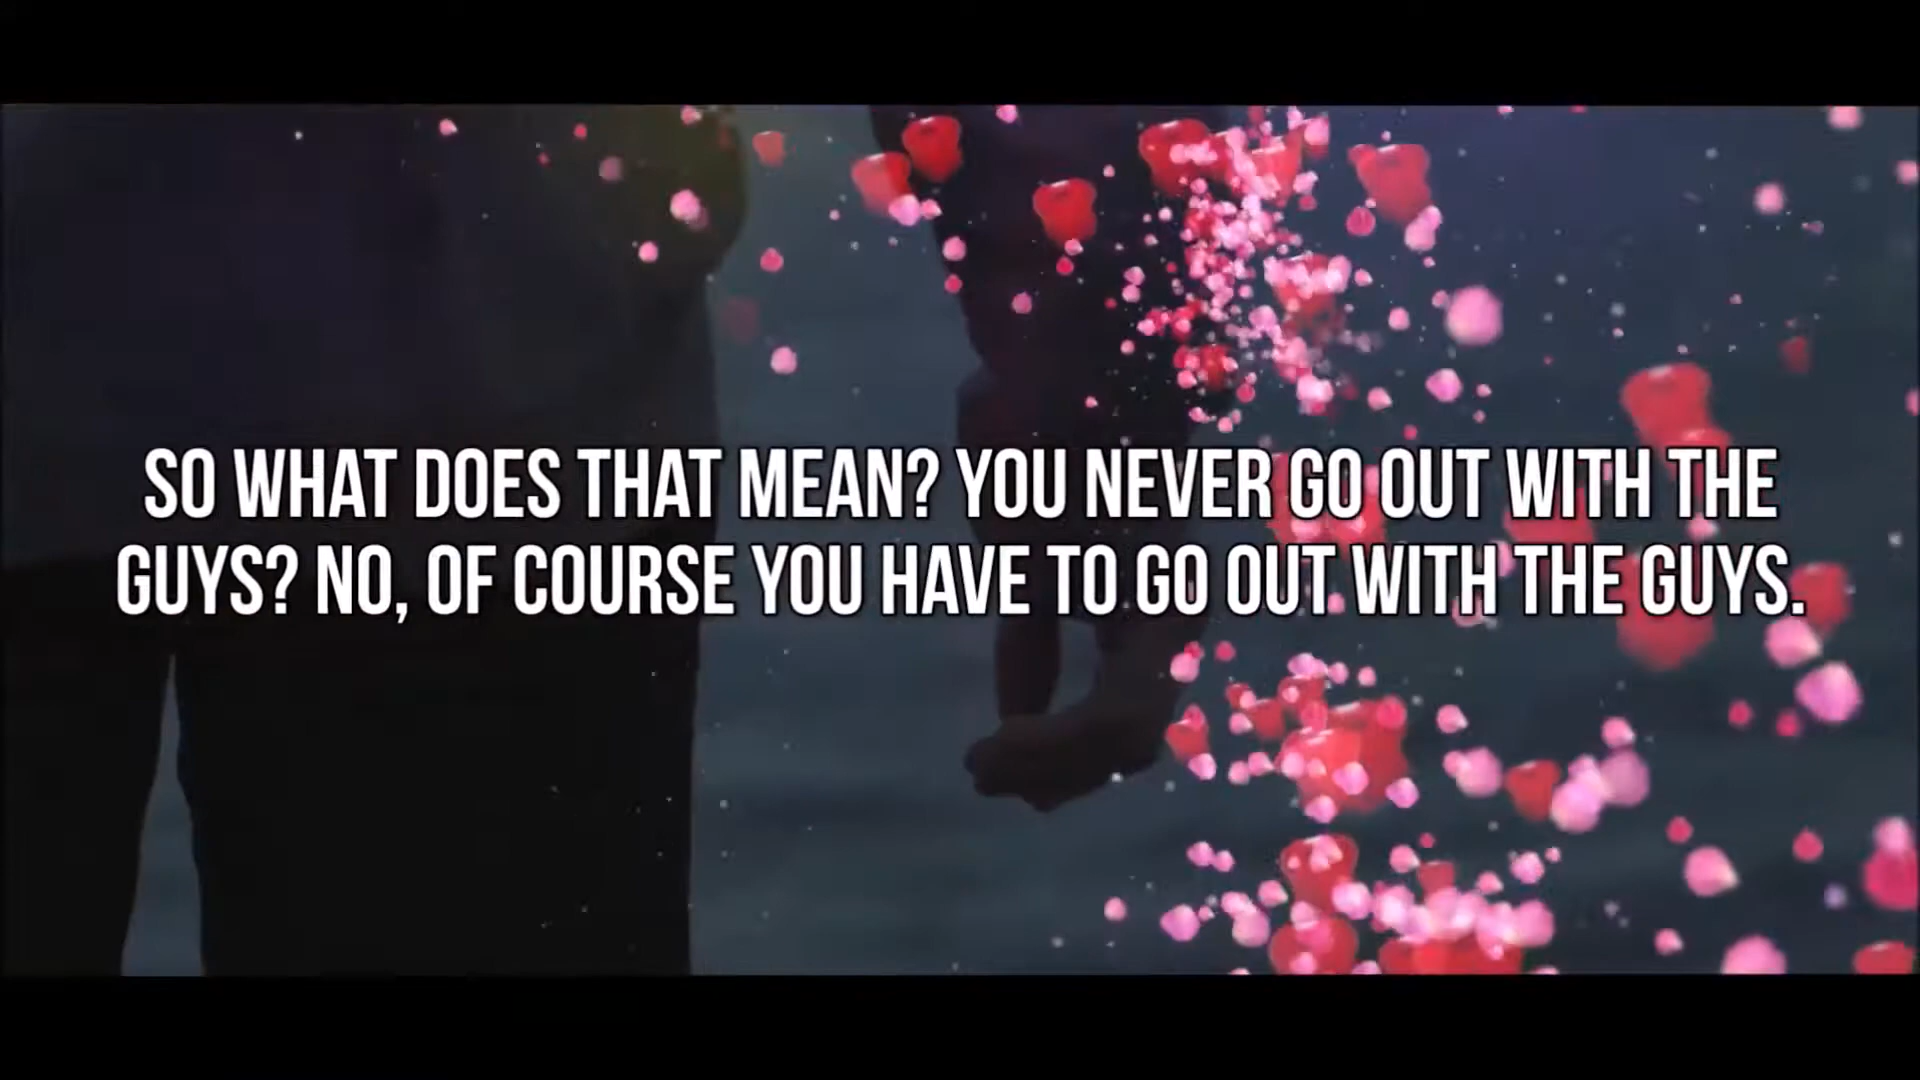 SO WHAT DOES THAT MEAN? YOU NEVER GO OUT WITH THE
GUYS? NO, OF COURSE YOU HAVE TO GO OUT WITH THE GUYS.